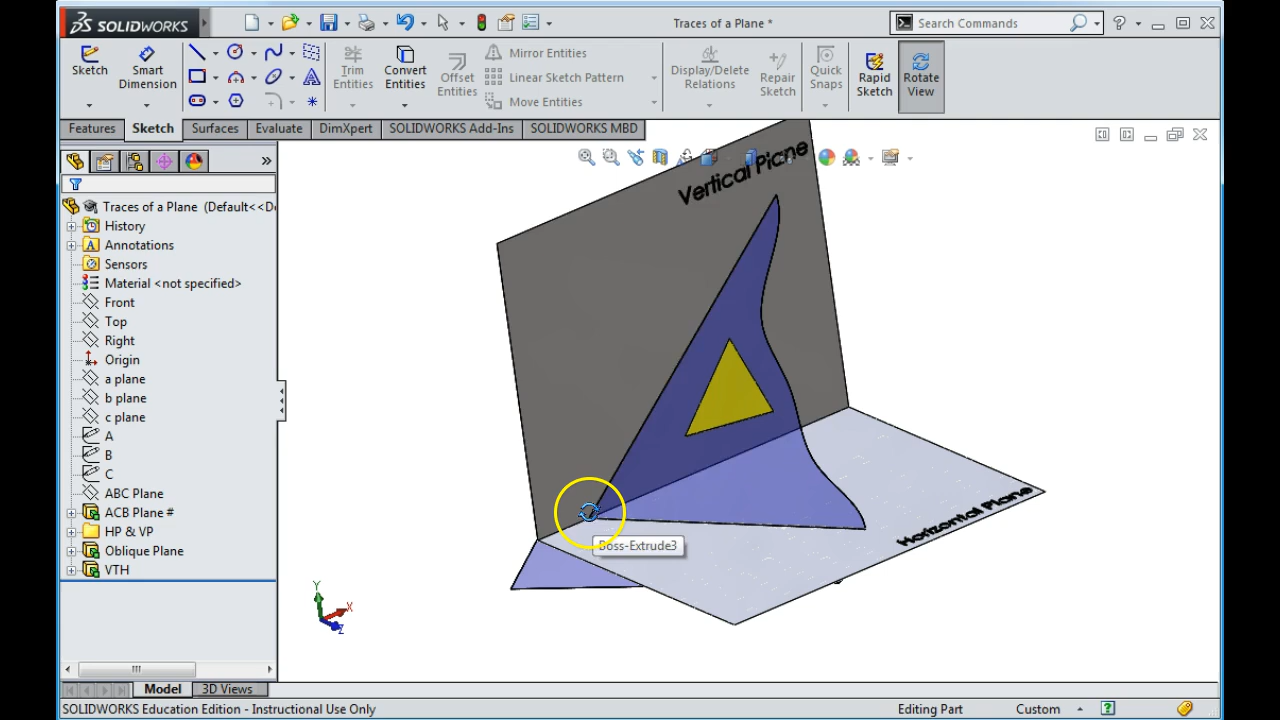 SOLIDWORKS
Traces of a Plane *
Search Commands
Sketch
Smart Dimension
Trim Entities
Convert Entities
Offset Entities
Mirror Entities
Linear Sketch Pattern
Move Entities
Display/Delete Relations
Repair Sketch
Quick Snaps
Rapid Sketch
Rotate View
Features
Sketch
Surfaces
Evaluate
DimXpert
SOLIDWORKS Add-Ins
SOLIDWORKS MBD
Traces of a Plane (Default<<D
History
Annotations
Sensors
Material <not specified>
Front
Top
Right
Origin
a plane
b plane
c plane
A
B
C
ABC Plane
ACB Plane #
HP & VP
Oblique Plane
VTH
Vertical Plane
Horizontal Plane
Boss-Extrude3
Y
X
Z
Model
3D Views
SOLIDWORKS Education Edition - Instructional Use Only
Editing Part
Custom